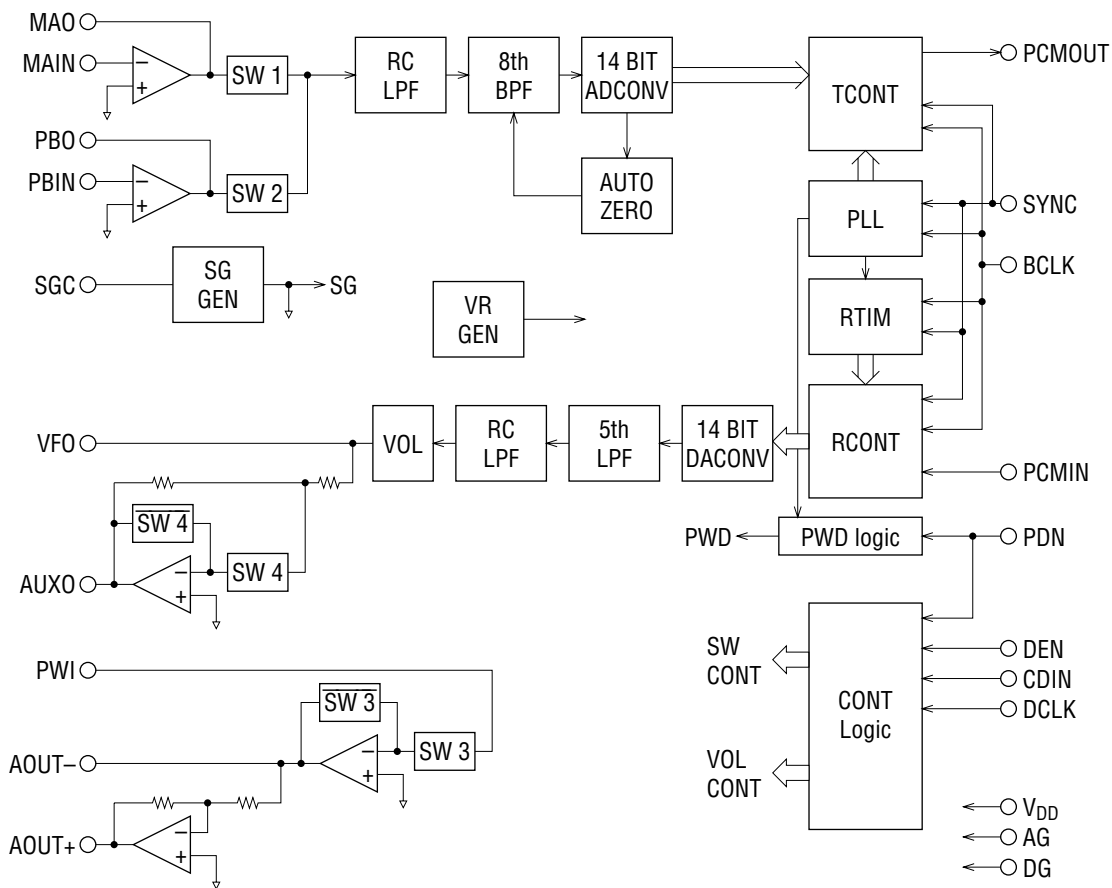 MAO
MAIN
PBO
PBIN
SGC
VFO
AUXO
PWI
AOUT–
AOUT+
–
+
SW 1
–
+
SW 2
RC
LPF
8th
BPF
14 BIT
ADCONV
AUTO
ZERO
TCONT
PCMOUT
PLL
SYNC
BCLK
SG
GEN
SG
VR
GEN
RTIM
VOL
RC
LPF
5th
LPF
14 BIT
DACONV
RCONT
PCMIN
SW 4
–
+
SW 4
PWD
PWD logic
PDN
SW 3
–
+
SW 3
–
+
SW
CONT
VOL
CONT
CONT
Logic
DEN
CDIN
DCLK
VDD
AG
DG